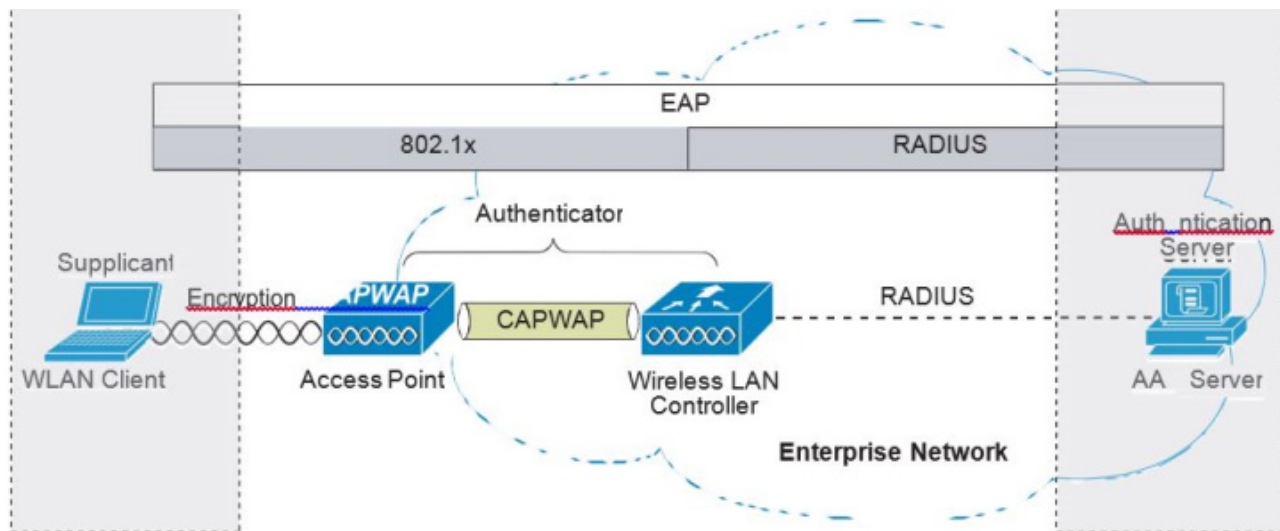 EAP
802.1x
RADIUS
Authenticator
Supplicant
Encryption
APWAP
CAPWAP
RADIUS
Auth ntication
Server
WLAN Client
Access Point
Wireless LAN
Controller
AA Server
Enterprise Network